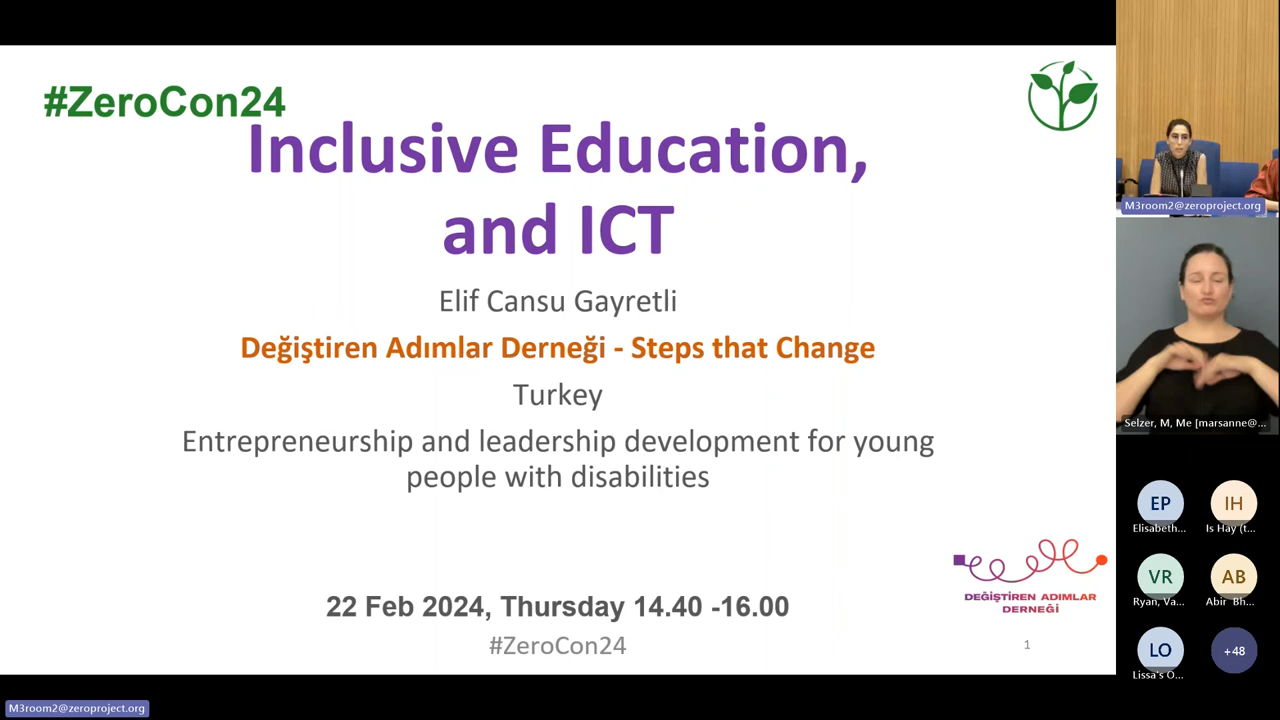 #ZeroCon24
Inclusive Education,
and ICT
Elif Cansu Gayretli
Değiştiren Adımlar Derneği - Steps that Change
Turkey
Entrepreneurship and leadership development for young
people with disabilities
DEĞİŞTİREN ADIMLAR
DERNEĞİ
22 Feb 2024, Thursday 14.40 -16.00
#ZeroCon24
1
M3room2@zeroproject.org
M3room2@zeroproject.org
Selzer, M, Me [marsanne@...
EP
IH
Elisabeth...
Is Hay (t...
VR
AB
Ryan, Va...
Abir Bh...
LO
+48
Lissa's O...